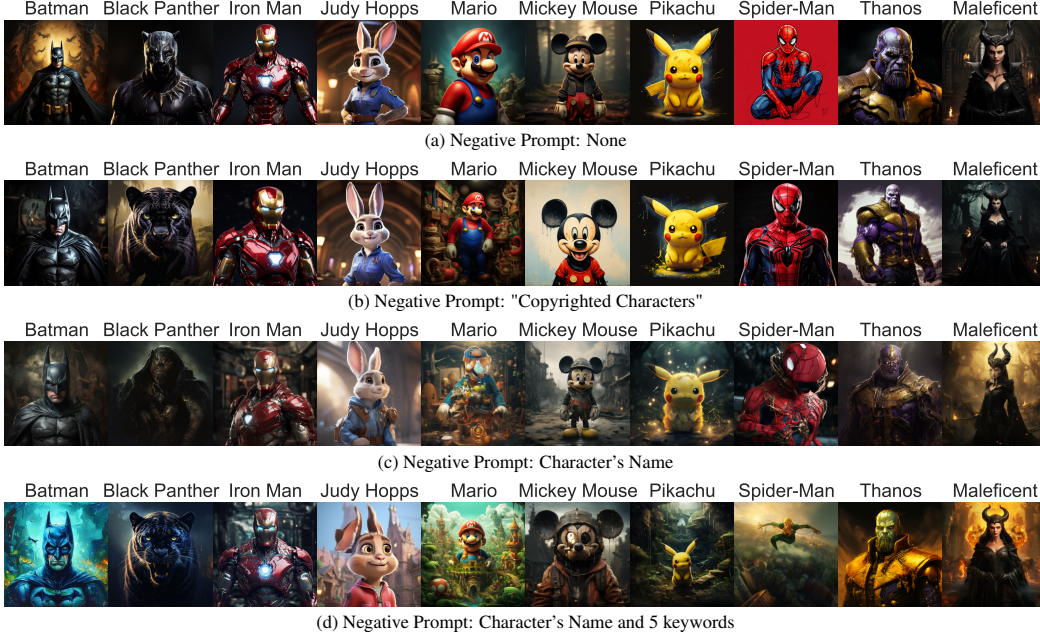 Batman Black Panther Iron Man Judy Hopps Mario Mickey Mouse Pikachu Spider-Man Thanos Maleficent
(a) Negative Prompt: None
Batman Black Panther Iron Man Judy Hopps Mario Mickey Mouse Pikachu Spider-Man Thanos Maleficent
(b) Negative Prompt: "Copyrighted Characters"
Batman Black Panther Iron Man Judy Hopps Mario Mickey Mouse Pikachu Spider-Man Thanos Maleficent
(c) Negative Prompt: Character's Name
Batman Black Panther Iron Man Judy Hopps Mario Mickey Mouse Pikachu Spider-Man Thanos Maleficent
(d) Negative Prompt: Character's Name and 5 keywords